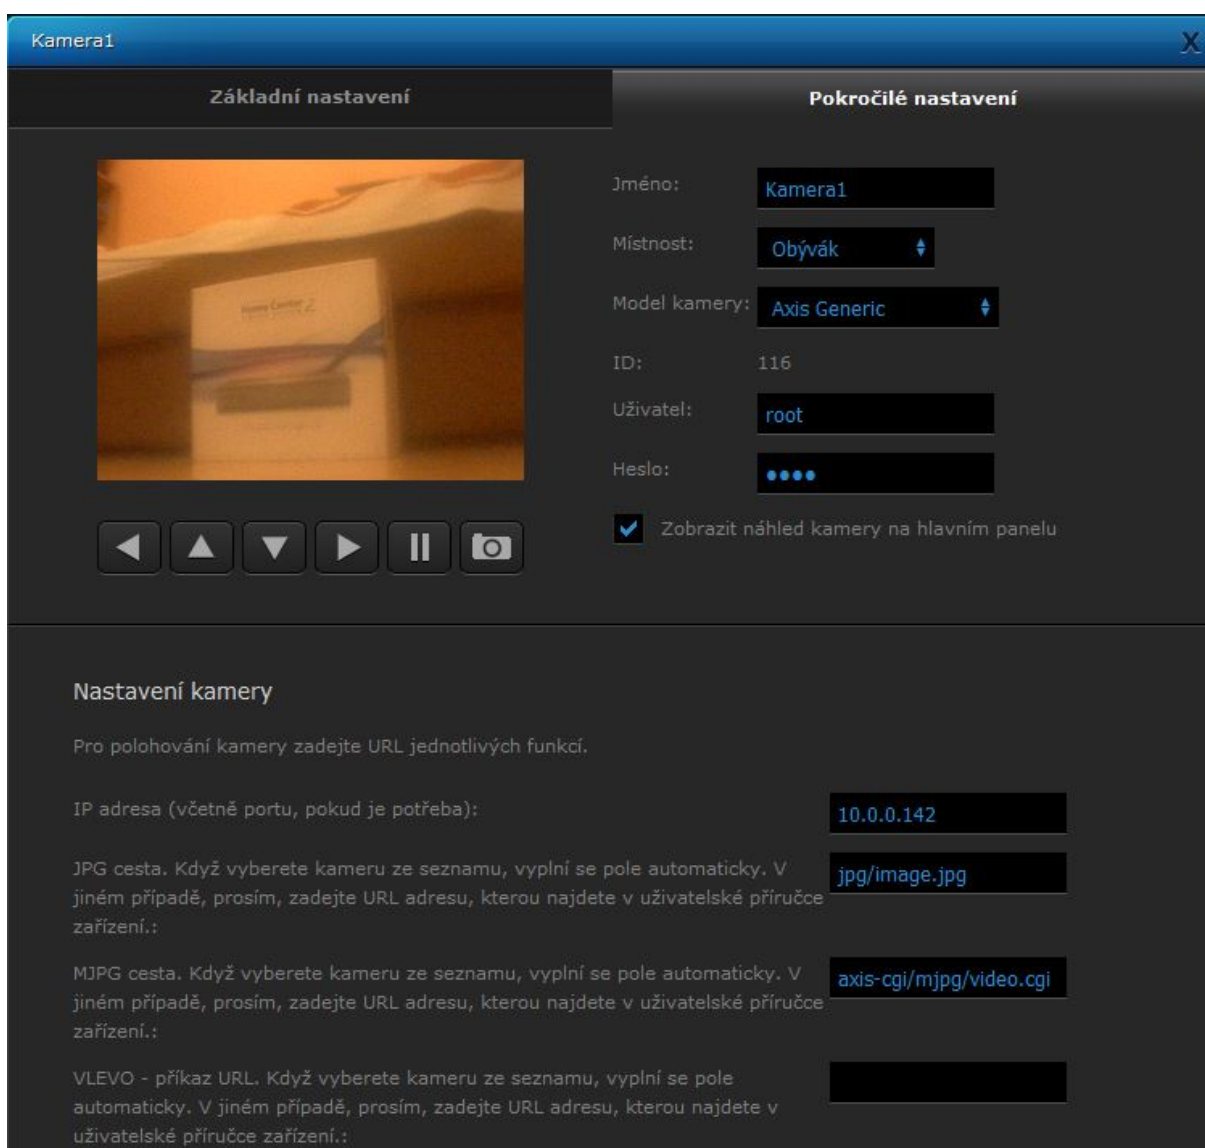 Kamera1
X
Základní nastavení
Pokročilé nastavení
Jméno:
Kamera1
Místnost:
Obývák
Model kamery:
Axis Generic
ID:
116
Uživatel:
root
Heslo:
••••
Zobrazit náhled kamery na hlavním panelu
Nastavení kamery
Pro polohování kamery zadejte URL jednotlivých funkcí.
IP adresa (včetně portu, pokud je potřeba):
10.0.0.142
JPG cesta. Když vyberete kameru ze seznamu, vyplní se pole automaticky. V
jiném případě, prosím, zadejte URL adresu, kterou najdete v uživatelské příručce
zařízení.:
jpg/image.jpg
MJPG cesta. Když vyberete kameru ze seznamu, vyplní se pole automaticky. V
jiném případě, prosím, zadejte URL adresu, kterou najdete v uživatelské příručce
zařízení.:
axis-cgi/mjpg/video.cgi
VLEVO - příkaz URL. Když vyberete kameru ze seznamu, vyplní se pole
automaticky. V jiném případě, prosím, zadejte URL adresu, kterou najdete v
uživatelské příručce zařízení.: